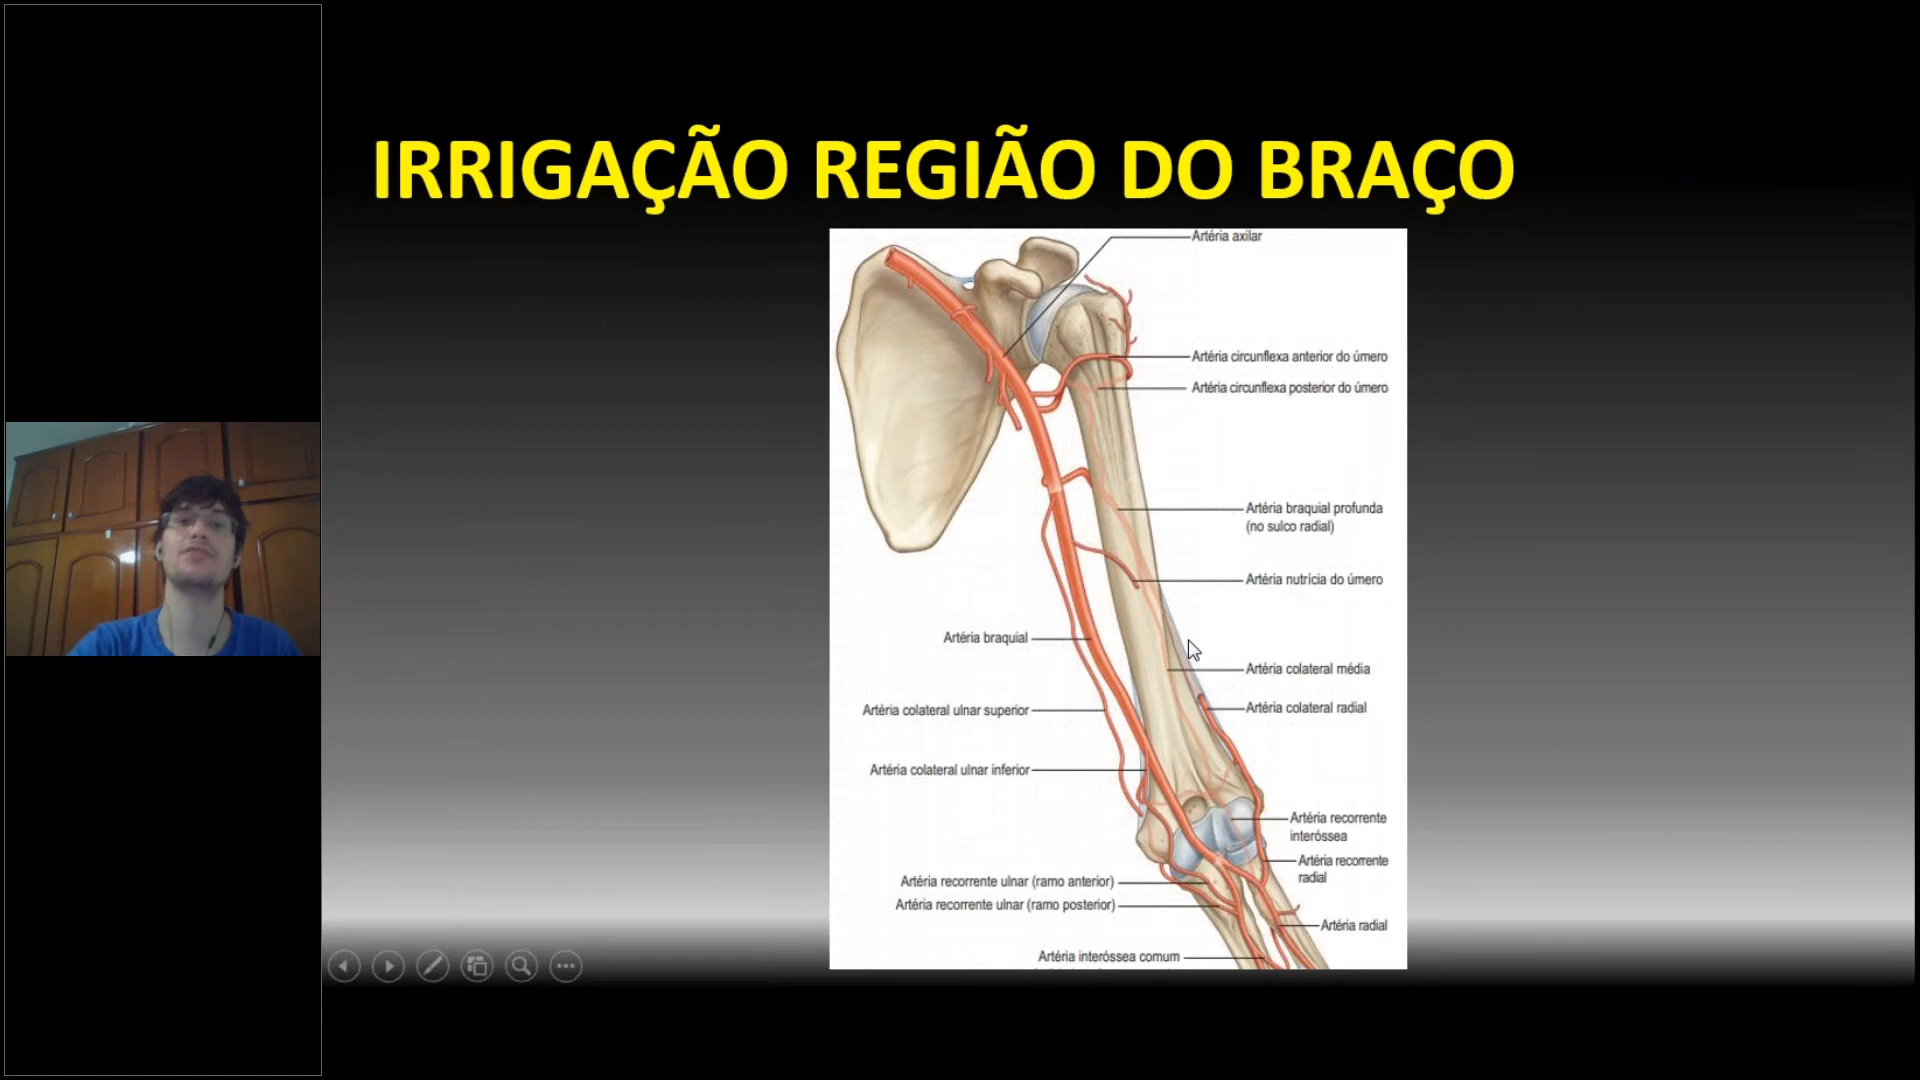 IRRIGAÇÃO REGIÃO DO BRAÇO
Artéria axilar
Artéria circunflexa anterior do úmero
Artéria circunflexa posterior do úmero
Artéria braquial profunda
(no sulco radial)
Artéria nutrícia do úmero
Artéria braquial
Artéria colateral média
Artéria colateral radial
Artéria colateral ulnar superior
Artéria colateral ulnar inferior
Artéria recorrente
interóssea
Artéria recorrente
radial
Artéria recorrente ulnar (ramo anterior)
Artéria recorrente ulnar (ramo posterior)
Artéria radial
Artéria interóssea comum